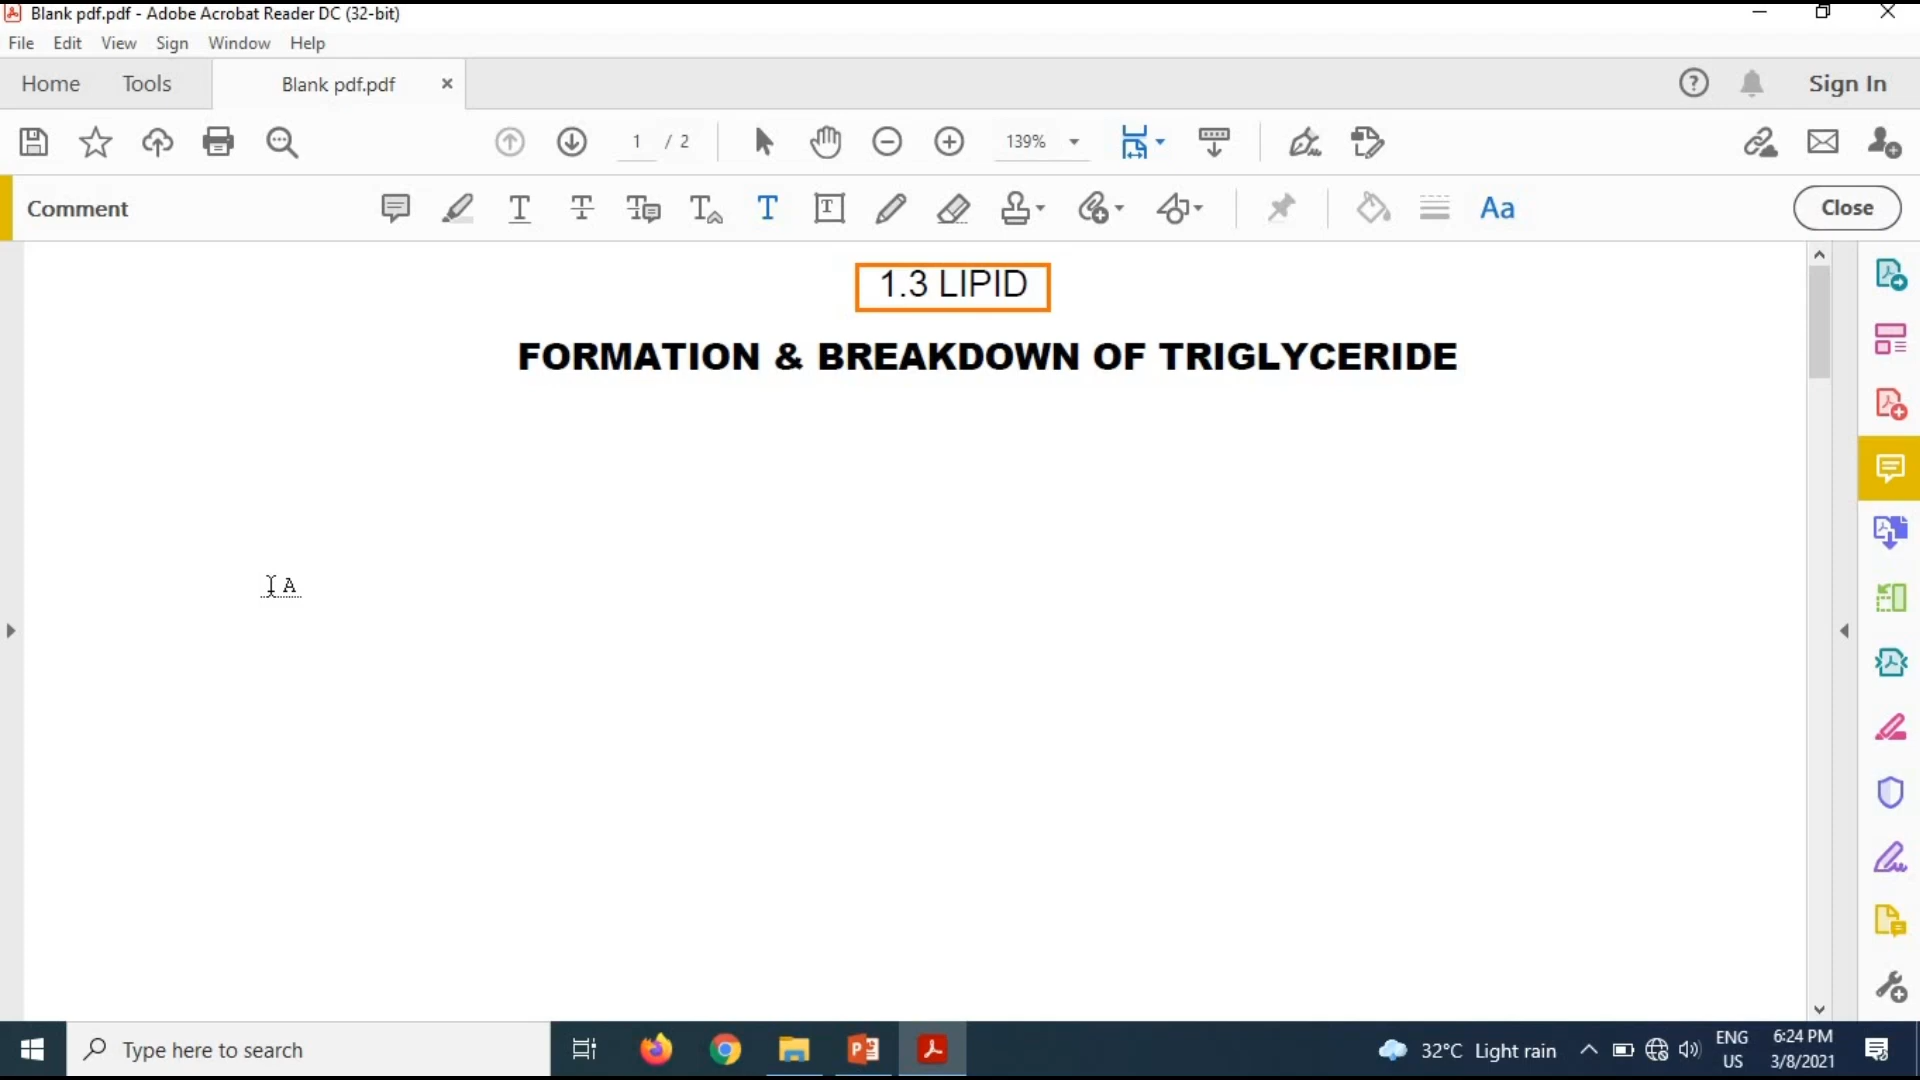 Blank pdf.pdf - Adobe Acrobat Reader DC (32-bit)
File Edit View Sign Window Help
Home Tools Blank pdf.pdf Sign In
1 / 2 139%
Comment Close
1.3 LIPID
FORMATION & BREAKDOWN OF TRIGLYCERIDE
Type here to search
32°C Light rain
ENG
US
6:24 PM
3/8/2021